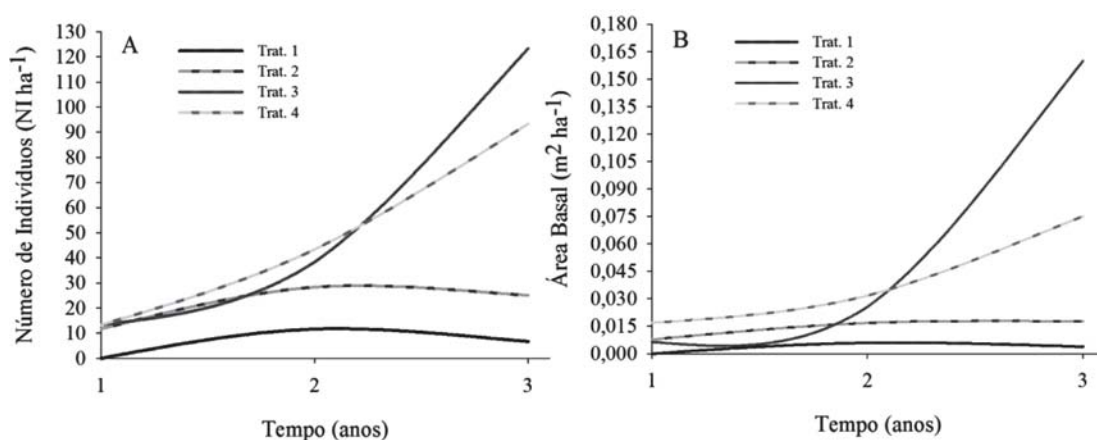 A
Número de Indivíduos (NI ha⁻¹)
130
120
110
100
90
80
70
60
50
40
30
20
10
0
Trat. 1
Trat. 2
Trat. 3
Trat. 4
1
2
3
Tempo (anos)
B
Área Basal (m² ha⁻¹)
0,180
0,165
0,150
0,135
0,120
0,105
0,090
0,075
0,060
0,045
0,030
0,015
0,000
Trat. 1
Trat. 2
Trat. 3
Trat. 4
1
2
3
Tempo (anos)